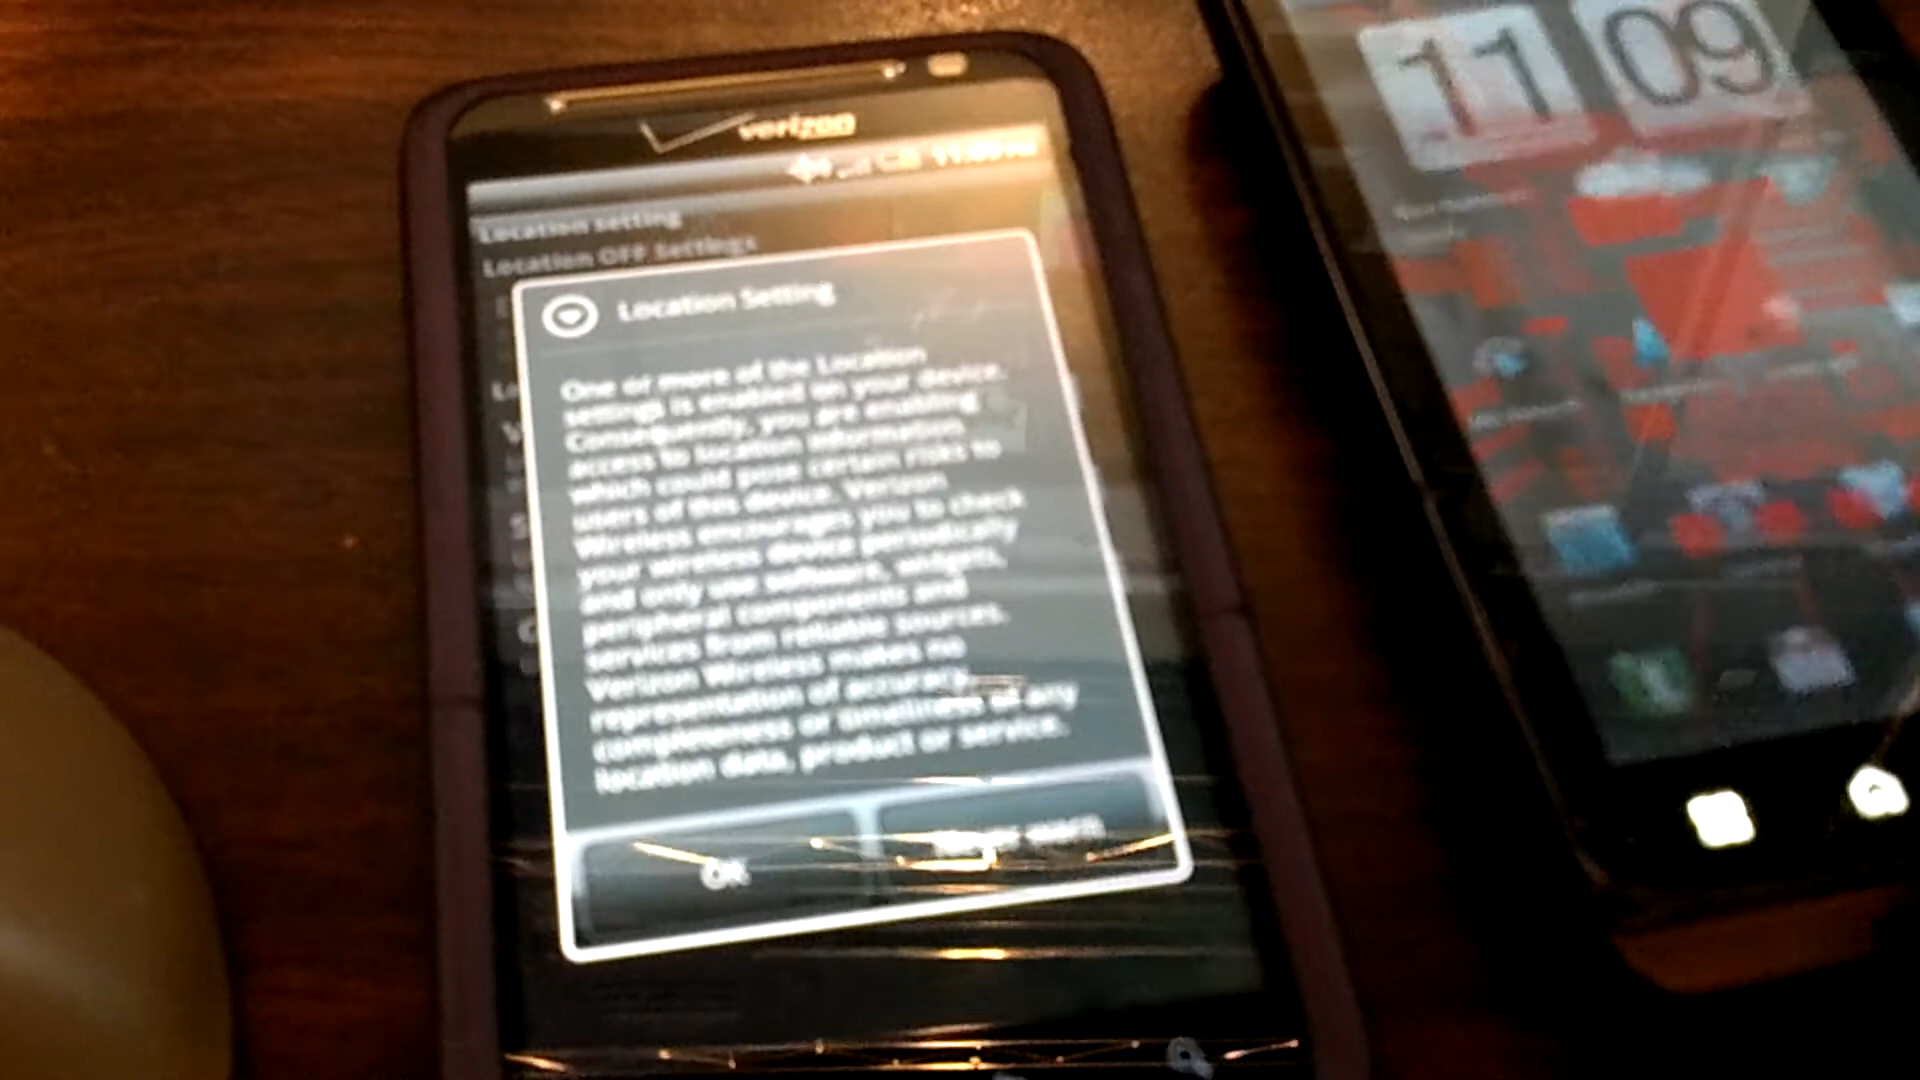 verizon
Location setting
Location OFF Settings
Location Setting
One or more of the Location
settings is enabled on your device.
Consequently, you are enabling
access to location information
which could pose certain risks to
users of this device. Verizon
Wireless encourages you to check
your wireless device periodically
and only use software, widgets,
peripheral components and
services from reliable sources.
Verizon Wireless makes no
representation of accuracy,
completeness or timeliness of any
location data, product or service.
OK
11 09